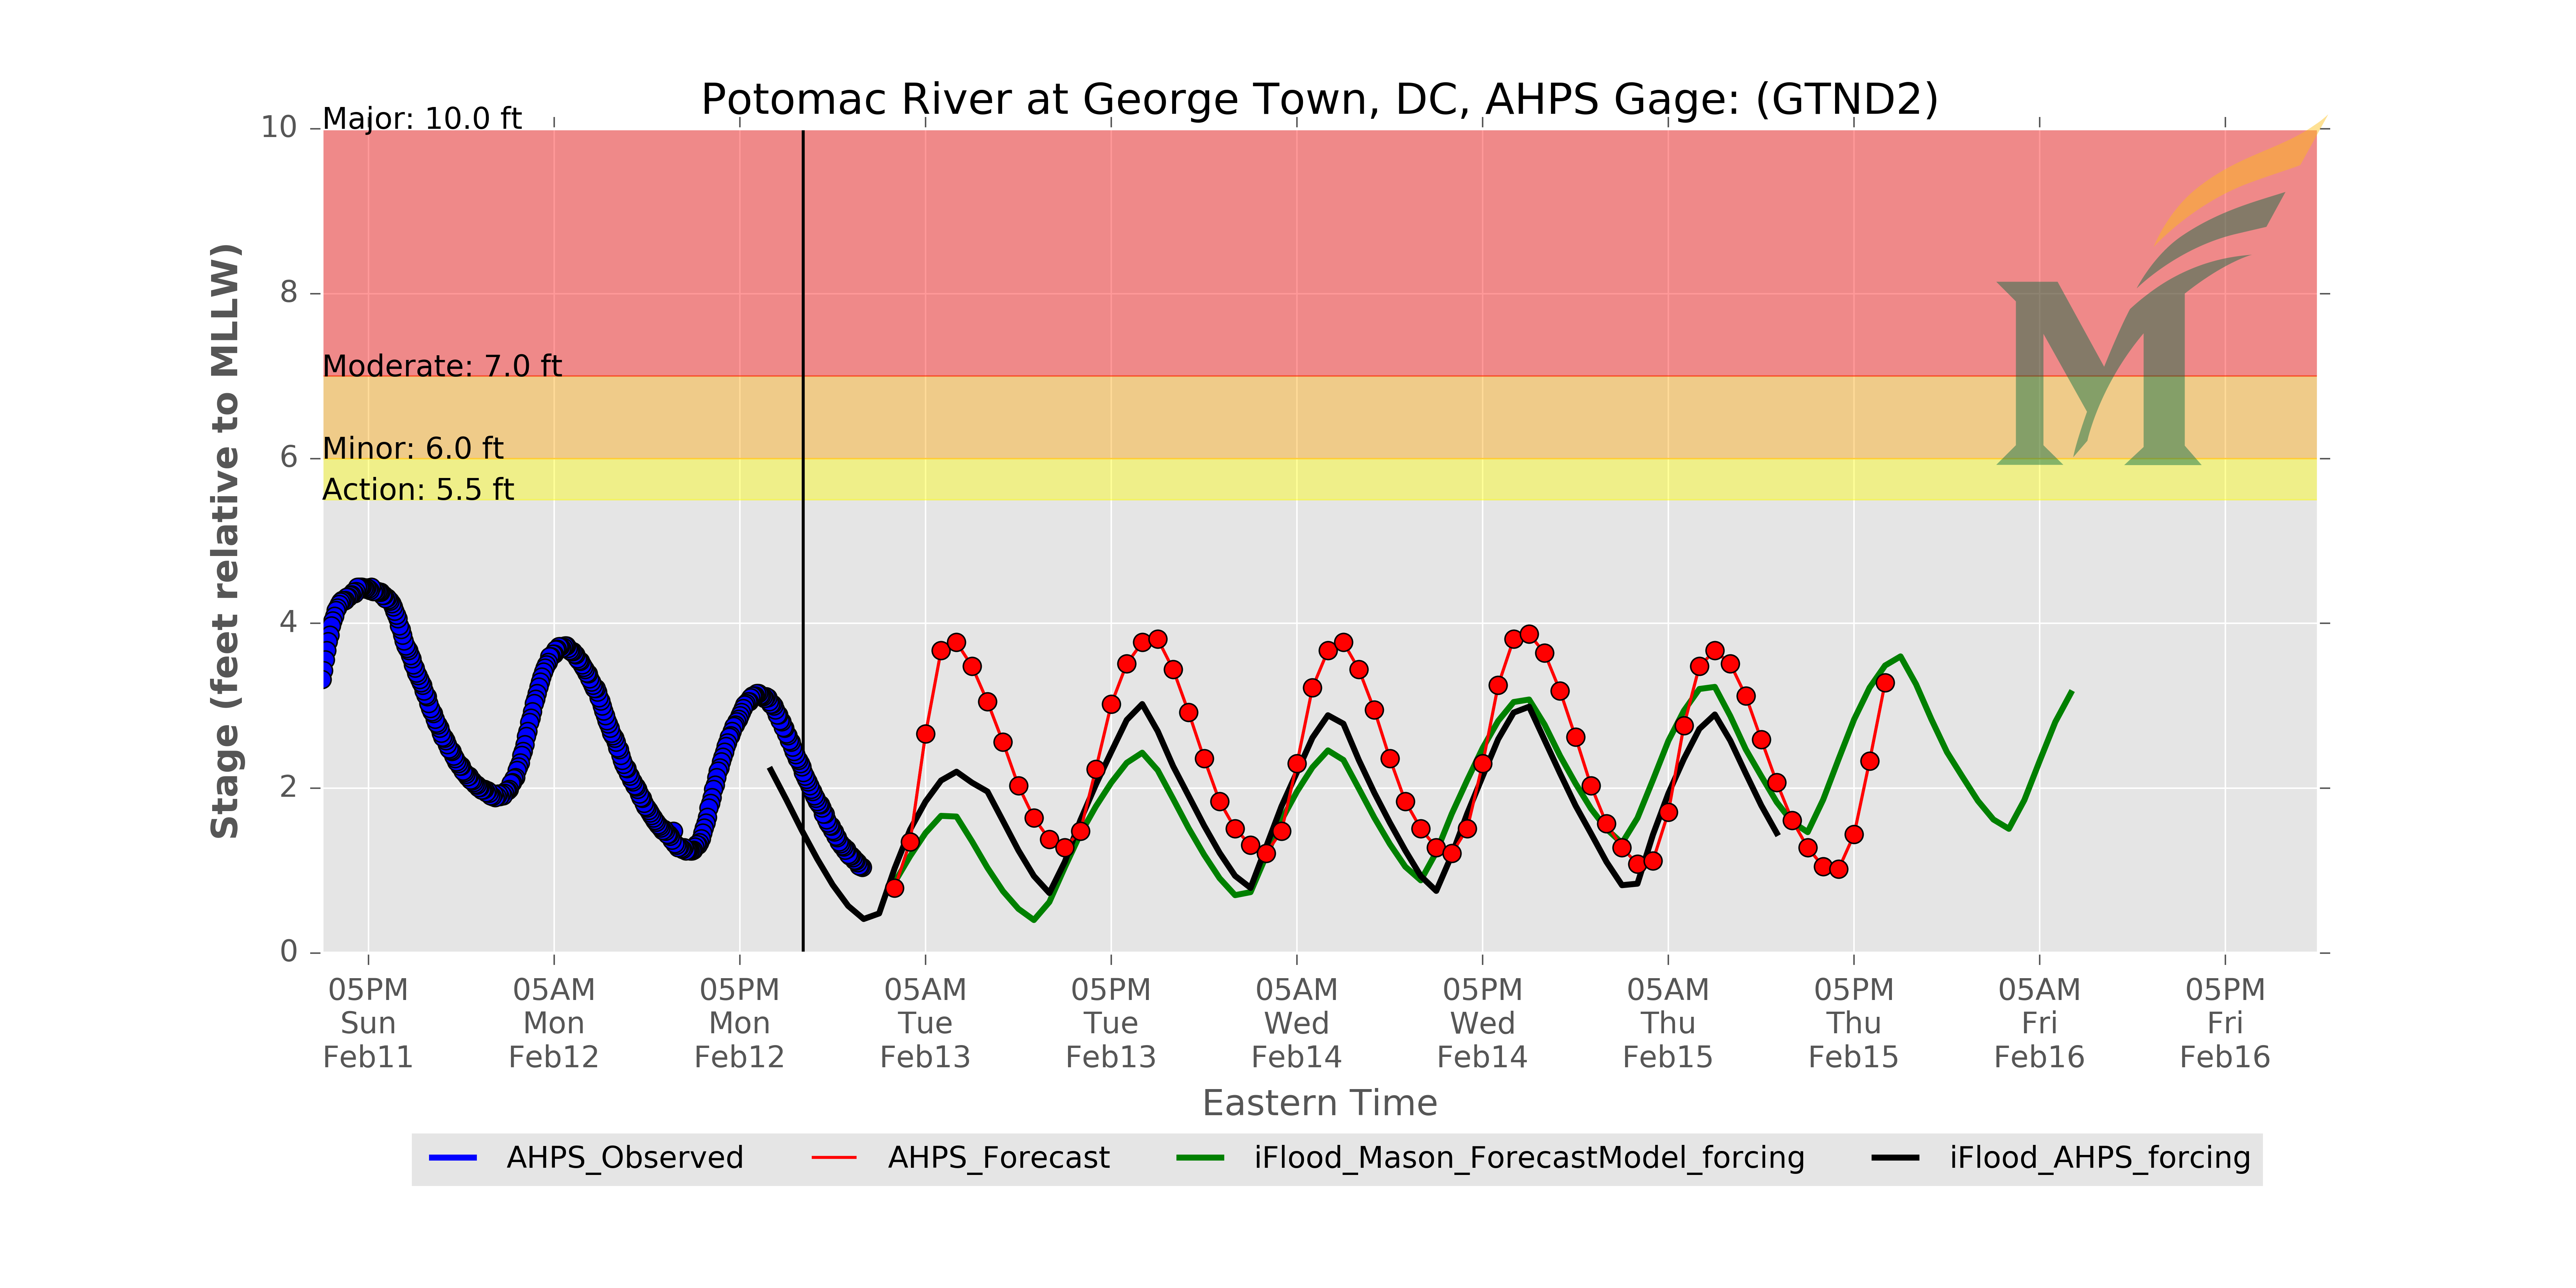 Potomac River at George Town, DC, AHPS Gage: (GTND2)
Major: 10.0 ft
Moderate: 7.0 ft
Minor: 6.0 ft
Action: 5.5 ft
10
8
6
4
2
0
Stage (feet relative to MLLW)
05PM 05AM 05PM 05AM 05PM 05AM 05PM 05AM 05PM 05AM 05PM
Sun Mon Mon Tue Tue Wed Wed Thu Thu Fri Fri
Feb11 Feb12 Feb12 Feb13 Feb13 Feb14 Feb14 Feb15 Feb15 Feb16 Feb16
Eastern Time
AHPS_Observed AHPS_Forecast iFlood_Mason_ForecastModel_forcing iFlood_AHPS_forcing